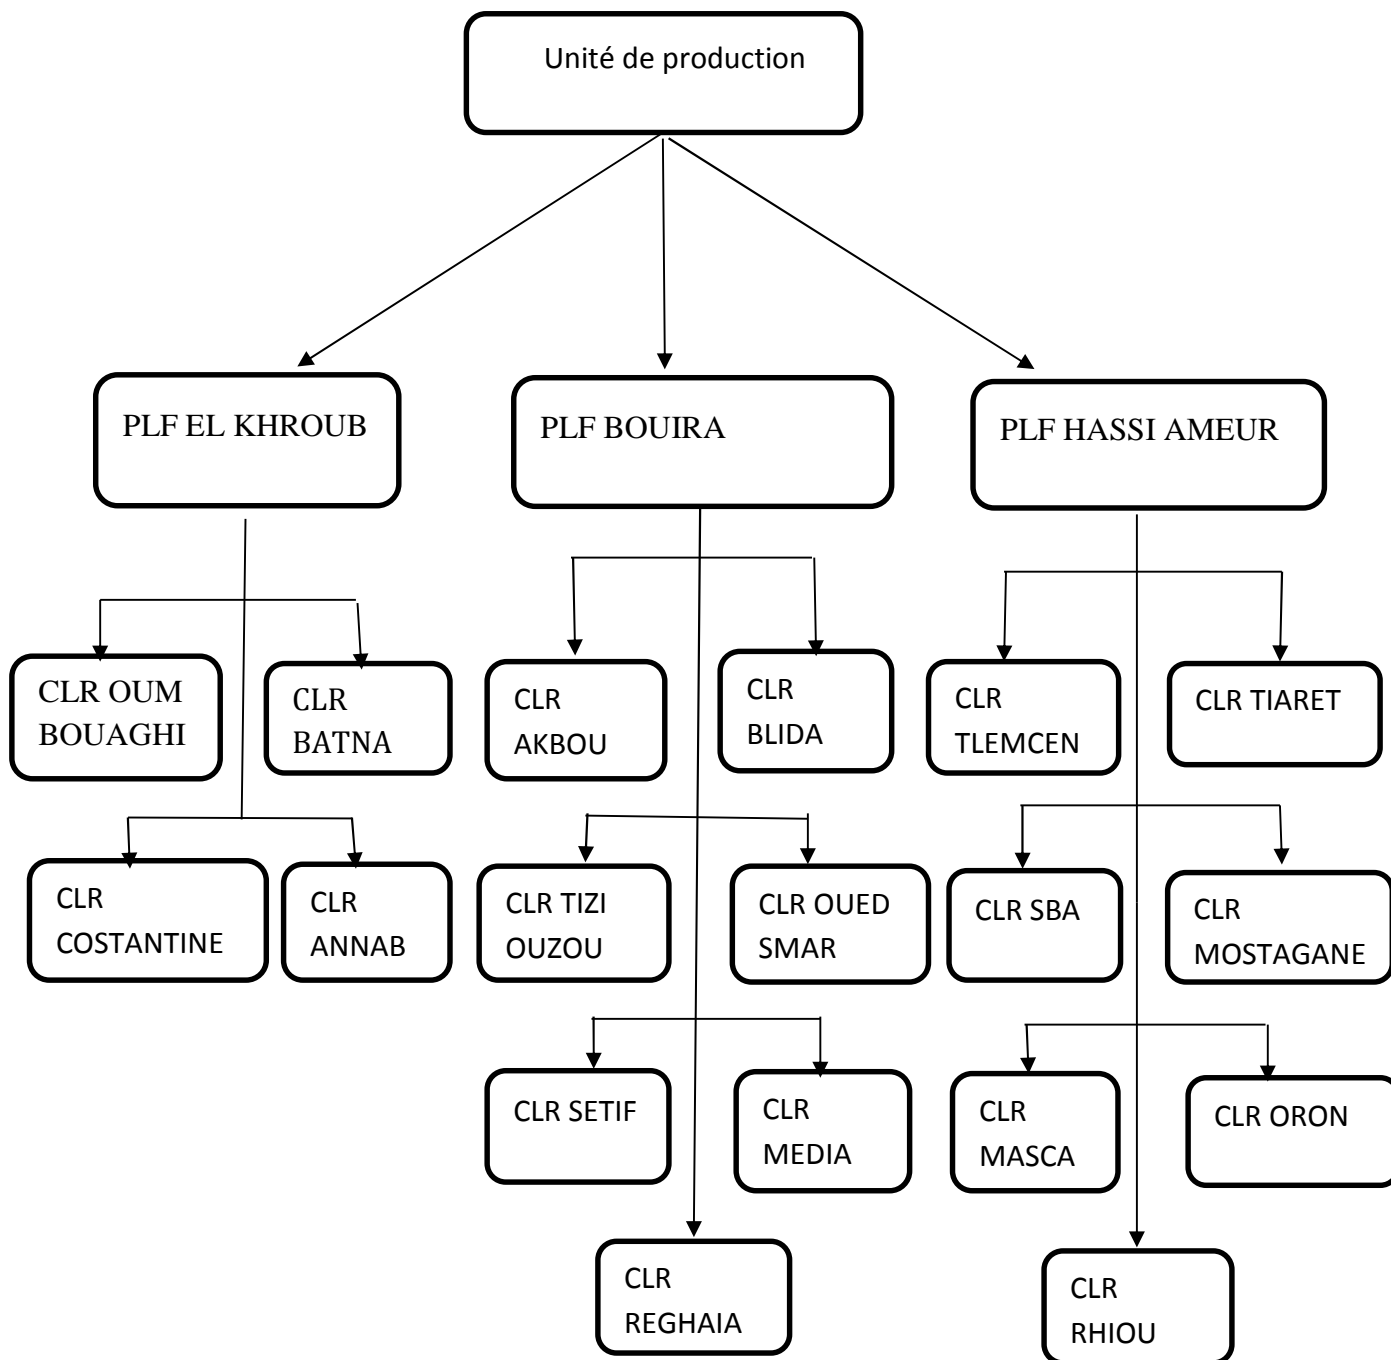 Unité de production
PLF EL KHROUB
PLF BOUIRA
PLF HASSI AMEUR
CLR OUM
BOUAGHI
CLR
BATNA
CLR
AKBOU
CLR
BLIDA
CLR
TLEMCEN
CLR TIARET
CLR
COSTANTINE
CLR
ANNAB
CLR TIZI
OUZOU
CLR OUED
SMAR
CLR SBA
CLR
MOSTAGANE
CLR SETIF
CLR
MEDIA
CLR
MASCA
CLR ORON
CLR
REGHAIA
CLR
RHIOU